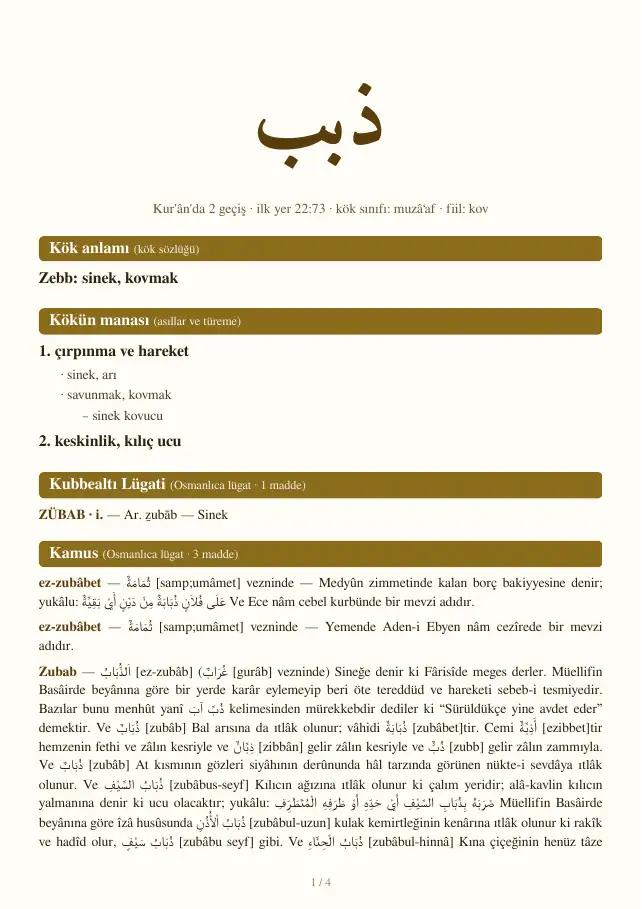 ذبب
Kur'ân'da 2 geçiş · ilk yer 22:73 · kök sınıfı: muzâ'af · fiil: kov
Kök anlamı (kök sözlüğü)
Zebb: sinek, kovmak
Kökün manası (asıllar ve türeme)
1. çırpınma ve hareket
· sinek, arı
· savunmak, kovmak
– sinek kovucu
2. keskinlik, kılıç ucu
Kubbealtı Lügati (Osmanlıca lügat · 1 madde)
ZÜBAB · i. — Ar. ẕubāb — Sinek
Kamus (Osmanlıca lügat · 3 madde)
ez-zubâbet — ثُمَامَةٌ [samp;umâmet] vezninde — Medyûn zimmetinde kalan borç bakiyyesine denir;
yukâlu: عَلَى فُلَانٍ ذُبَابَةٌ مِنْ دَيْنٍ أَيْ بَقِيَّةٌ Ve Ece nâm cebel kurbünde bir mevzi adıdır.
ez-zubâbet — ثُمَامَةٌ [samp;umâmet] vezninde — Yemende Aden-i Ebyen nâm cezîrede bir mevzi
adıdır.
Zubab — اَلذُّبَابُ [ez-zubâb] (غُرَابٌ [gurâb] vezninde) Sineğe denir ki Fârisîde meges derler. Müellifin
Basâirde beyânına göre bir yerde karâr eylemeyip beri öte tereddüd ve hareketi sebeb-i tesmiyedir.
Bazılar bunu menhût yanî ذُبَّ آبَ kelimesinden mürekkebdir dediler ki “Sürüldükçe yine avdet eder”
demektir. Ve ذُبَابٌ [zubâb] Bal arısına da ıtlâk olunur; vâhidi ذُبَابَةٌ [zubâbet]tir. Cemi أَذِبَّةٌ [ezibbet]tir
hemzenin fethi ve zâlın kesriyle ve ذِبَّانٌ [zibbân] gelir zâlın kesriyle ve ذُبٌّ [zubb] gelir zâlın zammıyla.
Ve ذُبَابٌ [zubâb] At kısmının gözleri siyâhının derûnunda hâl tarzında görünen nükte-i sevdâya ıtlâk
olunur. Ve ذُبَابُ السَّيْفِ [zubâbus-seyf] Kılıcın ağızına ıtlâk olunur ki çalım yeridir; alâ-kavlin kılıcın
yalmanına denir ki ucu olacaktır; yukâlu: ضَرَبَهُ بِذُبَابِ السَّيْفِ أَيْ حَدِّهِ أَوْ طَرَفِهِ الْمُتَطَرِّفِ Müellifin Basâirde
beyânına göre îzâ husûsunda ذُبَابُ الْأُذُنِ [zubâbul-uzun] kulak kemirtleğinin kenârına ıtlâk olunur ki rakîk
ve hadîd olur, ذُبَابُ سَيْفٍ [zubâbu seyf] gibi. Ve ذُبَابُ الْحِنَّاءِ [zubâbul-hinnâ] Kına çiçeğinin henüz tâze
1 / 4